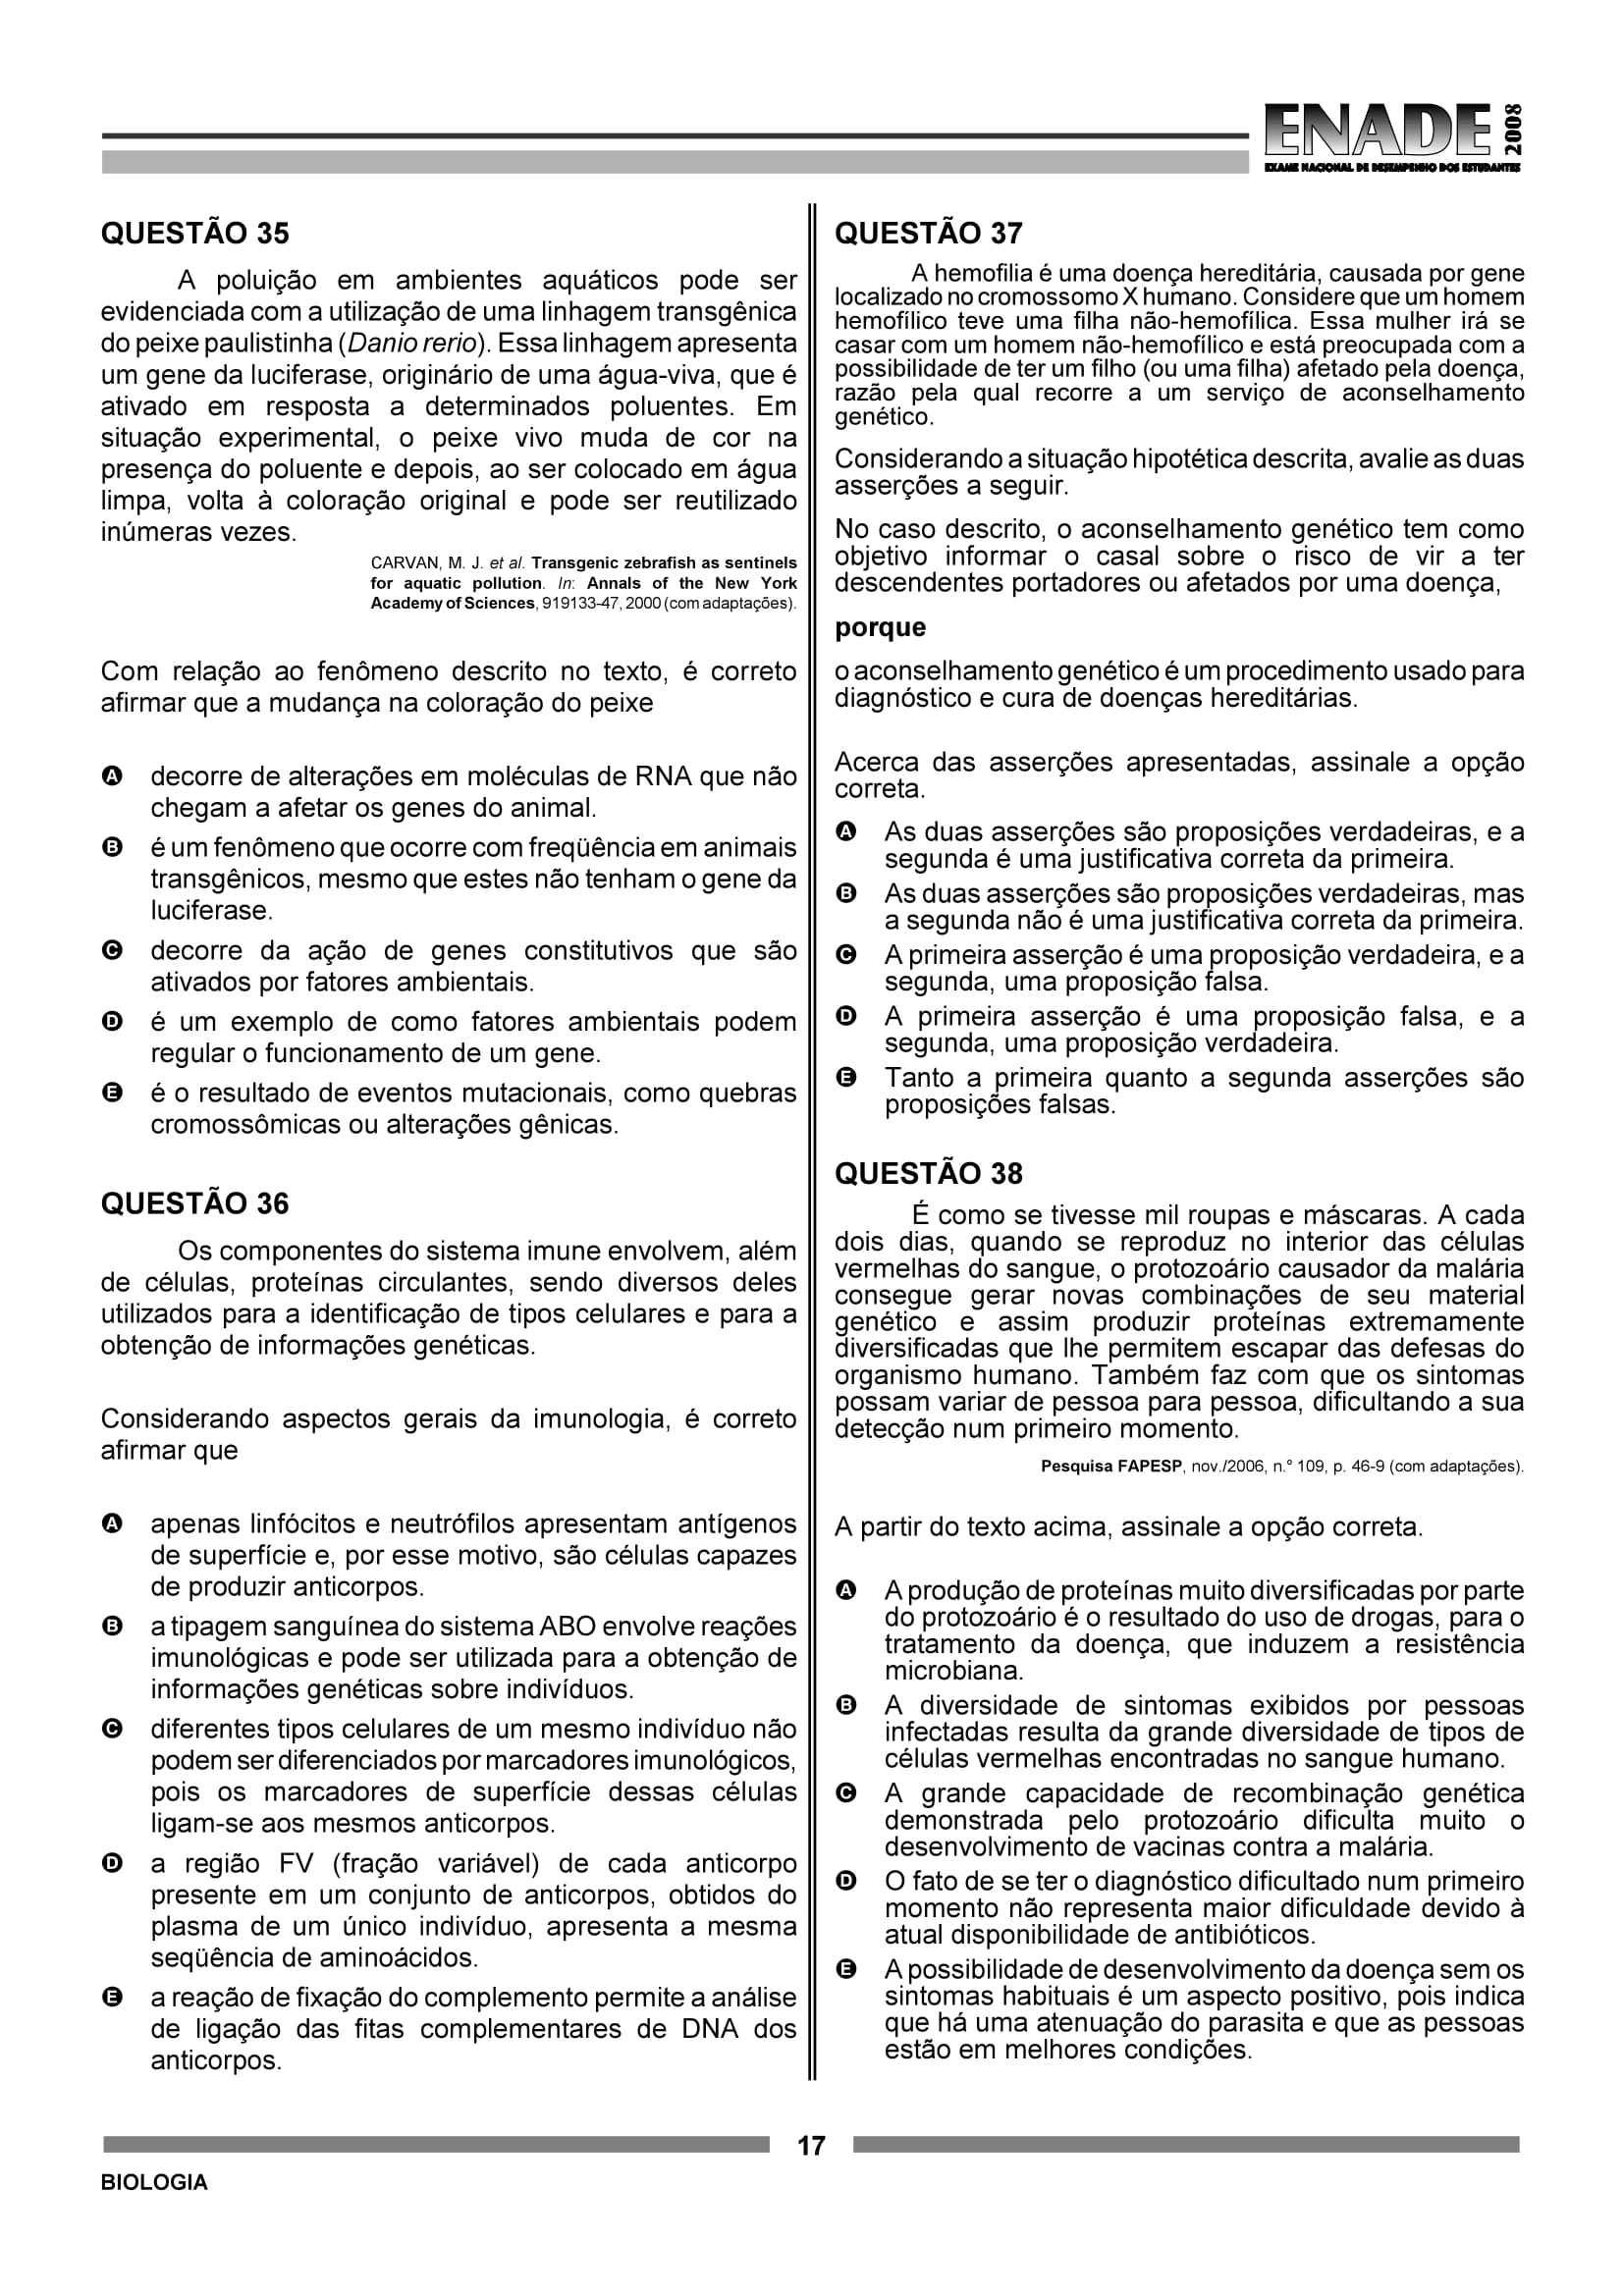 ENADE 2008
EXAME NACIONAL DE DESEMPENHO DOS ESTUDANTES
QUESTÃO 35
A poluição em ambientes aquáticos pode ser
evidenciada com a utilização de uma linhagem transgênica
do peixe paulistinha (Danio rerio). Essa linhagem apresenta
um gene da luciferase, originário de uma água-viva, que é
ativado em resposta a determinados poluentes. Em
situação experimental, o peixe vivo muda de cor na
presença do poluente e depois, ao ser colocado em água
limpa, volta à coloração original e pode ser reutilizado
inúmeras vezes.
CARVAN, M. J. et al. Transgenic zebrafish as sentinels
for aquatic pollution. In: Annals of the New York
Academy of Sciences, 919133-47, 2000 (com adaptações).
Com relação ao fenômeno descrito no texto, é correto
afirmar que a mudança na coloração do peixe
A decorre de alterações em moléculas de RNA que não
chegam a afetar os genes do animal.
B é um fenômeno que ocorre com freqüência em animais
transgênicos, mesmo que estes não tenham o gene da
luciferase.
C decorre da ação de genes constitutivos que são
ativados por fatores ambientais.
D é um exemplo de como fatores ambientais podem
regular o funcionamento de um gene.
E é o resultado de eventos mutacionais, como quebras
cromossômicas ou alterações gênicas.
QUESTÃO 36
Os componentes do sistema imune envolvem, além
de células, proteínas circulantes, sendo diversos deles
utilizados para a identificação de tipos celulares e para a
obtenção de informações genéticas.
Considerando aspectos gerais da imunologia, é correto
afirmar que
A apenas linfócitos e neutrófilos apresentam antígenos
de superfície e, por esse motivo, são células capazes
de produzir anticorpos.
B a tipagem sanguínea do sistema ABO envolve reações
imunológicas e pode ser utilizada para a obtenção de
informações genéticas sobre indivíduos.
C diferentes tipos celulares de um mesmo indivíduo não
podem ser diferenciados por marcadores imunológicos,
pois os marcadores de superfície dessas células
ligam-se aos mesmos anticorpos.
D a região FV (fração variável) de cada anticorpo
presente em um conjunto de anticorpos, obtidos do
plasma de um único indivíduo, apresenta a mesma
seqüência de aminoácidos.
E a reação de fixação do complemento permite a análise
de ligação das fitas complementares de DNA dos
anticorpos.
QUESTÃO 37
A hemofilia é uma doença hereditária, causada por gene
localizado no cromossomo X humano. Considere que um homem
hemofílico teve uma filha não-hemofílica. Essa mulher irá se
casar com um homem não-hemofílico e está preocupada com a
possibilidade de ter um filho (ou uma filha) afetado pela doença,
razão pela qual recorre a um serviço de aconselhamento
genético.
Considerando a situação hipotética descrita, avalie as duas
asserções a seguir.
No caso descrito, o aconselhamento genético tem como
objetivo informar o casal sobre o risco de vir a ter
descendentes portadores ou afetados por uma doença,
porque
o aconselhamento genético é um procedimento usado para
diagnóstico e cura de doenças hereditárias.
Acerca das asserções apresentadas, assinale a opção
correta.
A As duas asserções são proposições verdadeiras, e a
segunda é uma justificativa correta da primeira.
B As duas asserções são proposições verdadeiras, mas
a segunda não é uma justificativa correta da primeira.
C A primeira asserção é uma proposição verdadeira, e a
segunda, uma proposição falsa.
D A primeira asserção é uma proposição falsa, e a
segunda, uma proposição verdadeira.
E Tanto a primeira quanto a segunda asserções são
proposições falsas.
QUESTÃO 38
É como se tivesse mil roupas e máscaras. A cada
dois dias, quando se reproduz no interior das células
vermelhas do sangue, o protozoário causador da malária
consegue gerar novas combinações de seu material
genético e assim produzir proteínas extremamente
diversificadas que lhe permitem escapar das defesas do
organismo humano. Também faz com que os sintomas
possam variar de pessoa para pessoa, dificultando a sua
detecção num primeiro momento.
Pesquisa FAPESP, nov./2006, n.º 109, p. 46-9 (com adaptações).
A partir do texto acima, assinale a opção correta.
A A produção de proteínas muito diversificadas por parte
do protozoário é o resultado do uso de drogas, para o
tratamento da doença, que induzem a resistência
microbiana.
B A diversidade de sintomas exibidos por pessoas
infectadas resulta da grande diversidade de tipos de
células vermelhas encontradas no sangue humano.
C A grande capacidade de recombinação genética
demonstrada pelo protozoário dificulta muito o
desenvolvimento de vacinas contra a malária.
D O fato de se ter o diagnóstico dificultado num primeiro
momento não representa maior dificuldade devido à
atual disponibilidade de antibióticos.
E A possibilidade de desenvolvimento da doença sem os
sintomas habituais é um aspecto positivo, pois indica
que há uma atenuação do parasita e que as pessoas
estão em melhores condições.
17
BIOLOGIA